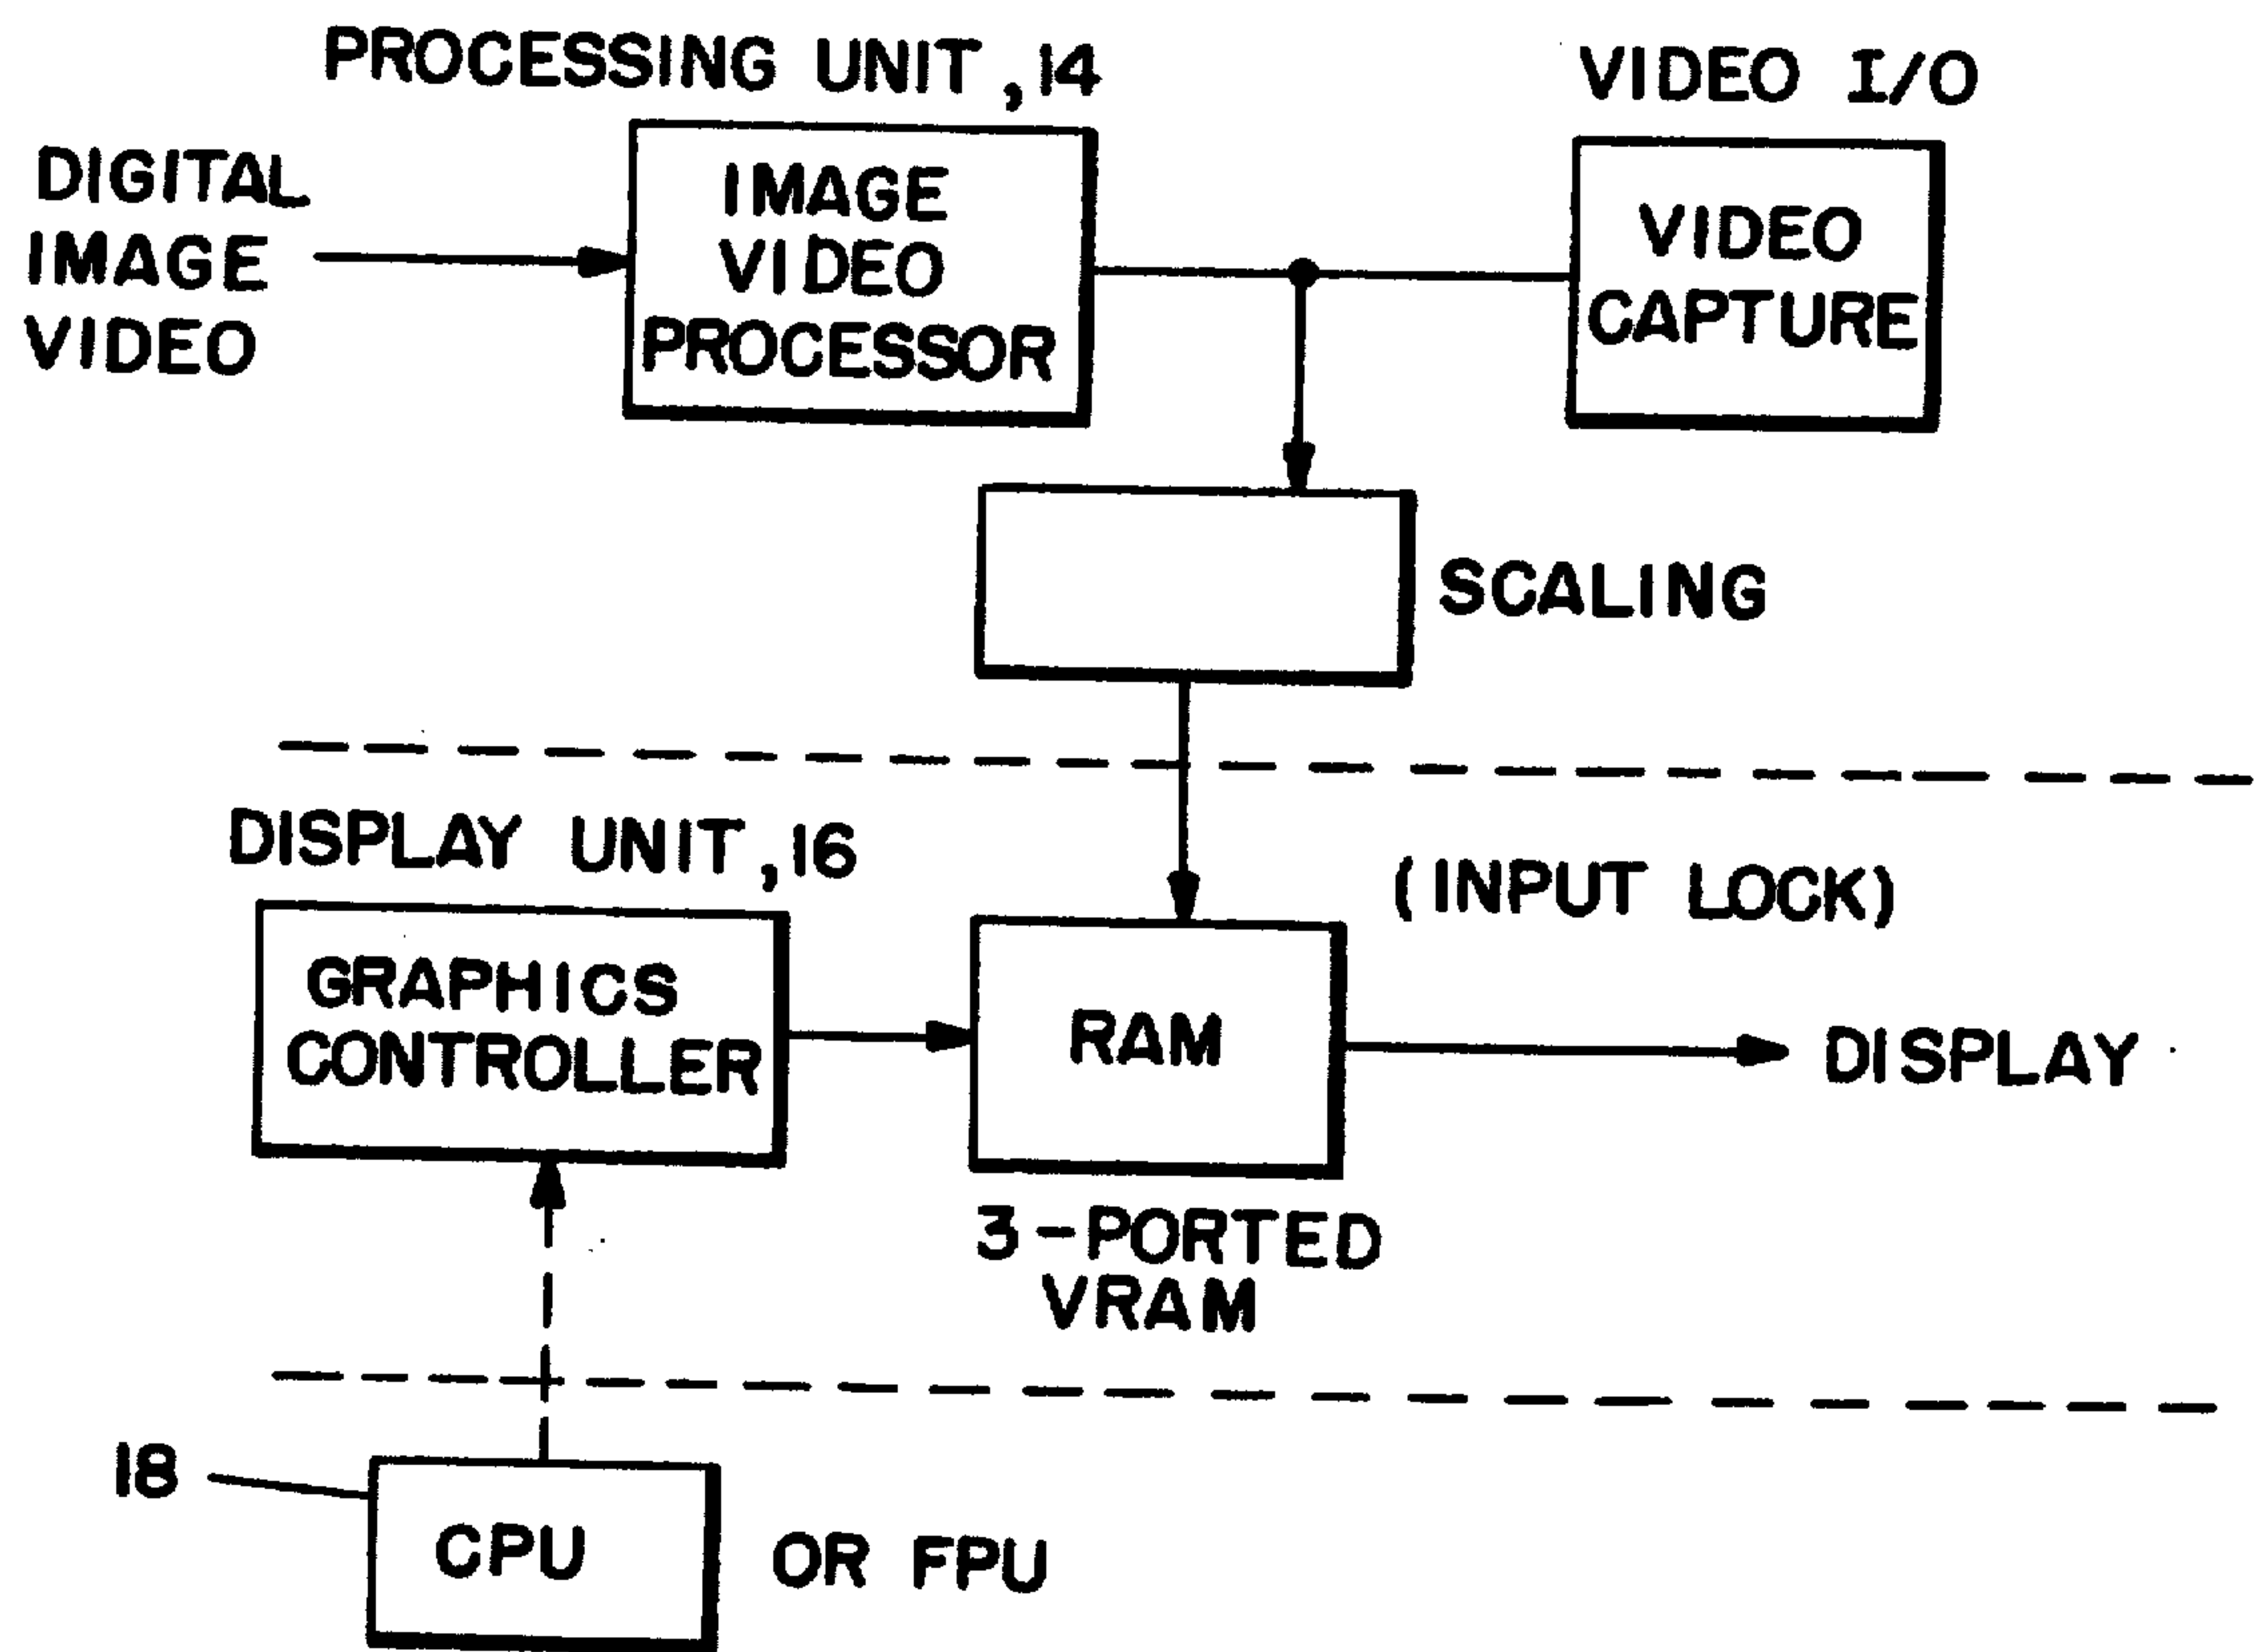 PROCESSING UNIT,14
VIDEO I/O
DIGITAL
IMAGE
VIDEO
IMAGE
VIDEO
PROCESSOR
VIDEO
CAPTURE
SCALING
DISPLAY UNIT,16
(INPUT LOCK)
GRAPHICS
CONTROLLER
RAM
DISPLAY
3-PORTED
VRAM
18
CPU
OR FPU